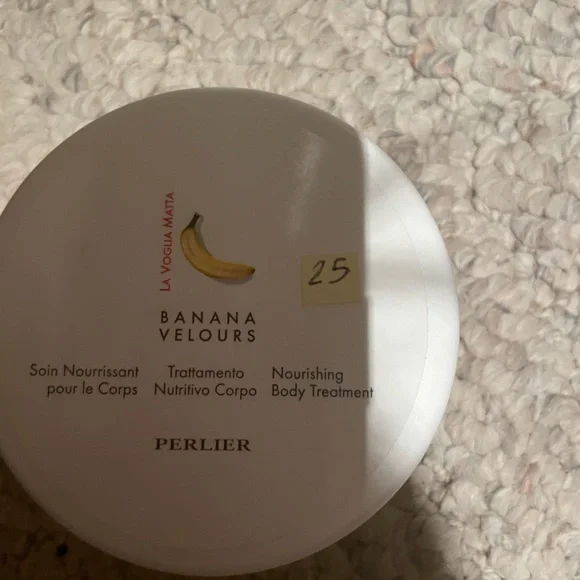 LA VOGLIA MATTA
25
BANANA
VELOURS
Soin Nourrissant
pour le Corps
Trattamento
Nutritivo Corpo
Nourishing
Body Treatment
PERLIER